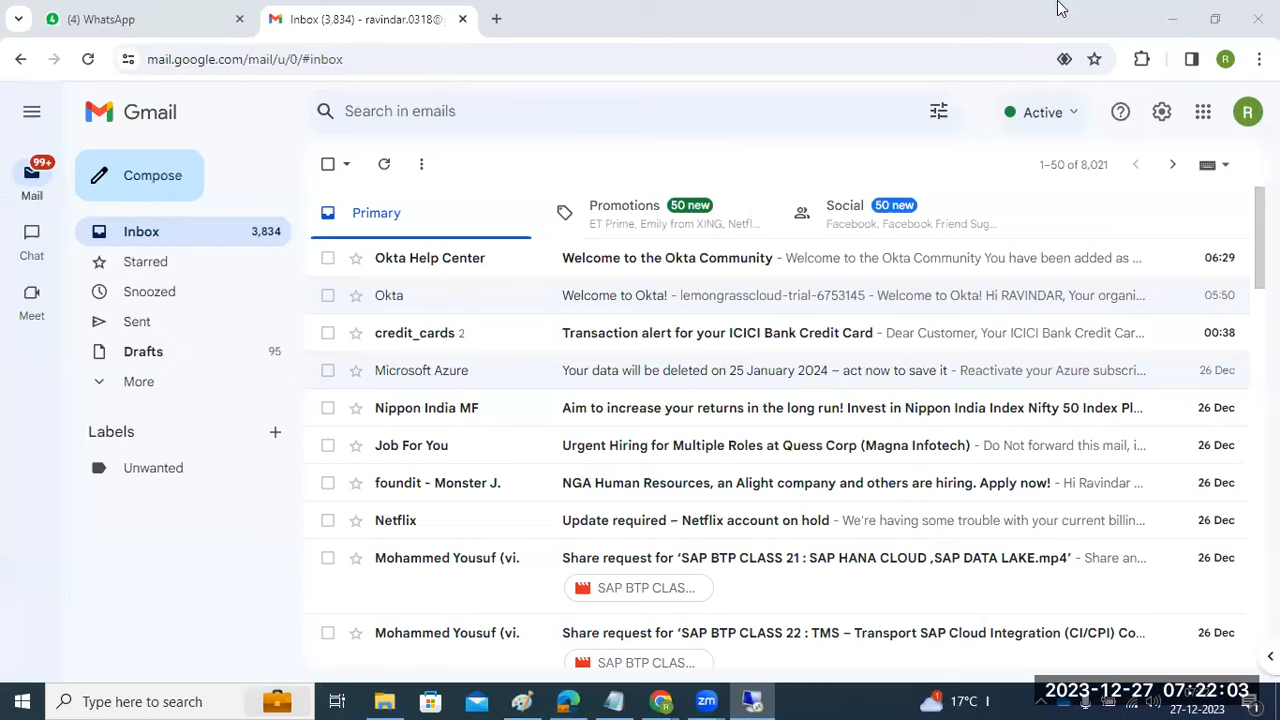 (4) WhatsApp
Inbox (3,834) - ravindar.0318@g
mail.google.com/mail/u/0/#inbox
R
Gmail
Search in emails
Active
R
99+
Mail
Compose
1–50 of 8,021
Chat
Meet
Inbox 3,834
Starred
Snoozed
Sent
Drafts 95
More
Labels
Unwanted
Primary
Promotions 50 new
ET Prime, Emily from XING, Netfl...
Social 50 new
Facebook, Facebook Friend Sug...
Okta Help Center Welcome to the Okta Community - Welcome to the Okta Community You have been added as ... 06:29
Okta Welcome to Okta! - lemongrasscloud-trial-6753145 - Welcome to Okta! Hi RAVINDAR, Your organi... 05:50
credit_cards 2 Transaction alert for your ICICI Bank Credit Card - Dear Customer, Your ICICI Bank Credit Car... 00:38
Microsoft Azure Your data will be deleted on 25 January 2024 – act now to save it - Reactivate your Azure subscri... 26 Dec
Nippon India MF Aim to increase your returns in the long run! Invest in Nippon India Index Nifty 50 Index Pl... 26 Dec
Job For You Urgent Hiring for Multiple Roles at Quess Corp (Magna Infotech) - Do Not forward this mail, i... 26 Dec
foundit - Monster J. NGA Human Resources, an Alight company and others are hiring. Apply now! - Hi Ravindar ... 26 Dec
Netflix Update required – Netflix account on hold - We're having some trouble with your current billin... 26 Dec
Mohammed Yousuf (vi. Share request for ‘SAP BTP CLASS 21 : SAP HANA CLOUD ,SAP DATA LAKE.mp4’ - Share an... 26 Dec
SAP BTP CLAS...
Mohammed Yousuf (vi. Share request for ‘SAP BTP CLASS 22 : TMS – Transport SAP Cloud Integration (CI/CPI) Co... 26 Dec
SAP BTP CLAS...
Type here to search
zm
17°C
2023-12-27 07:22:03
27-12-2023